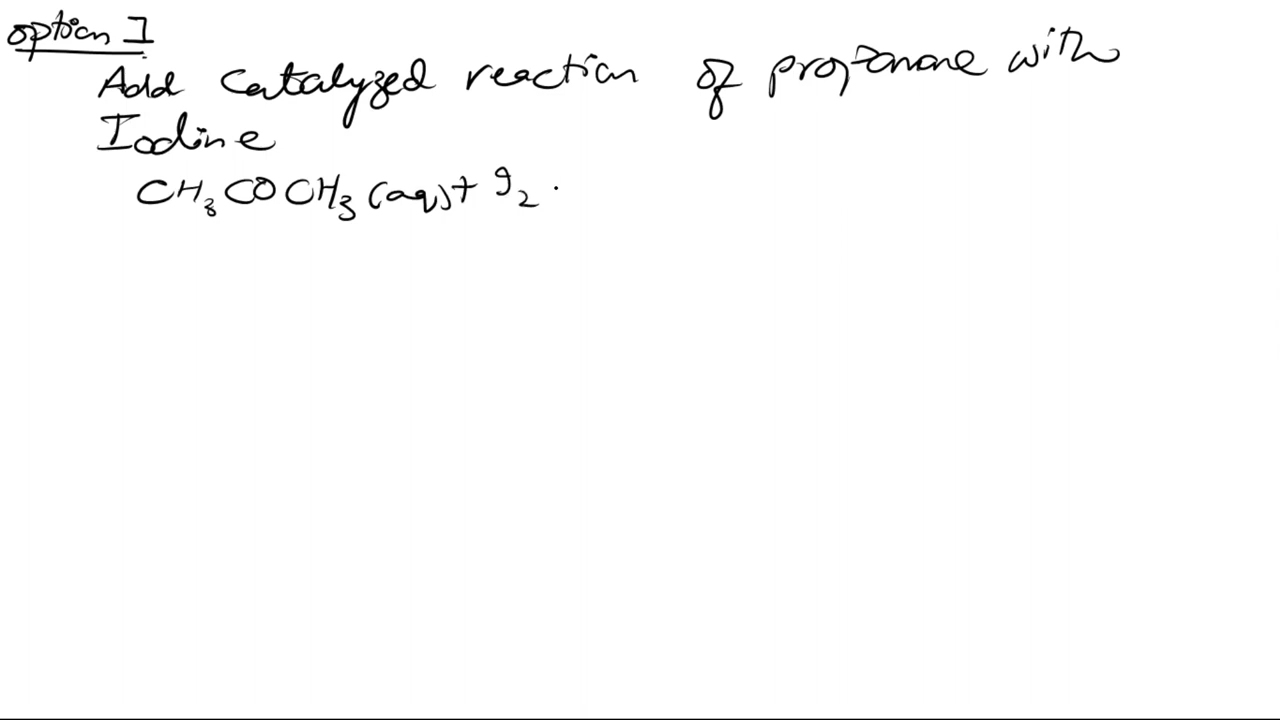 option I
Add catalyzed reaction of propanone with
Iodine
CH3COCH3 (aq) + I2